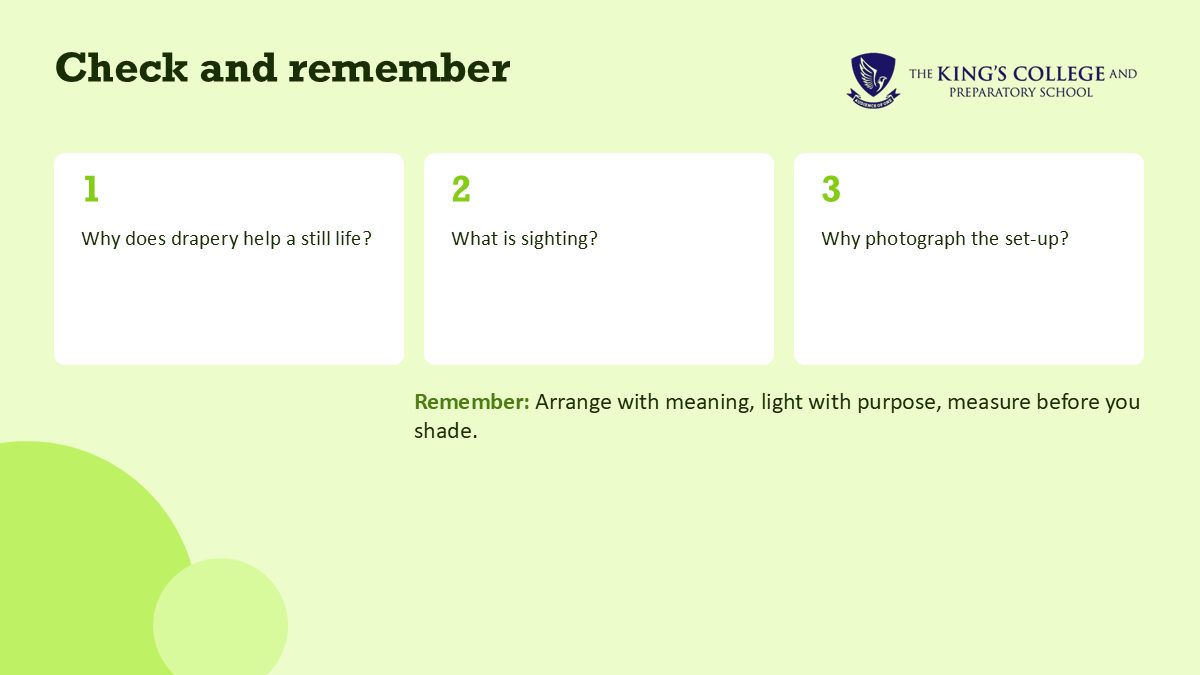 Check and remember
THE KING'S COLLEGE AND
PREPARATORY SCHOOL
1
Why does drapery help a still life?
2
What is sighting?
3
Why photograph the set-up?
Remember: Arrange with meaning, light with purpose, measure before you
shade.